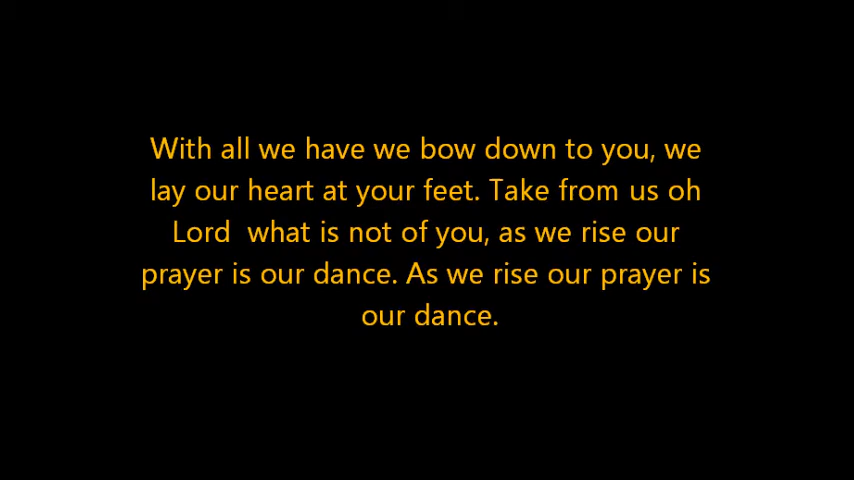 With all we have we bow down to you, we
lay our heart at your feet. Take from us oh
Lord  what is not of you, as we rise our
prayer is our dance. As we rise our prayer is
our dance.